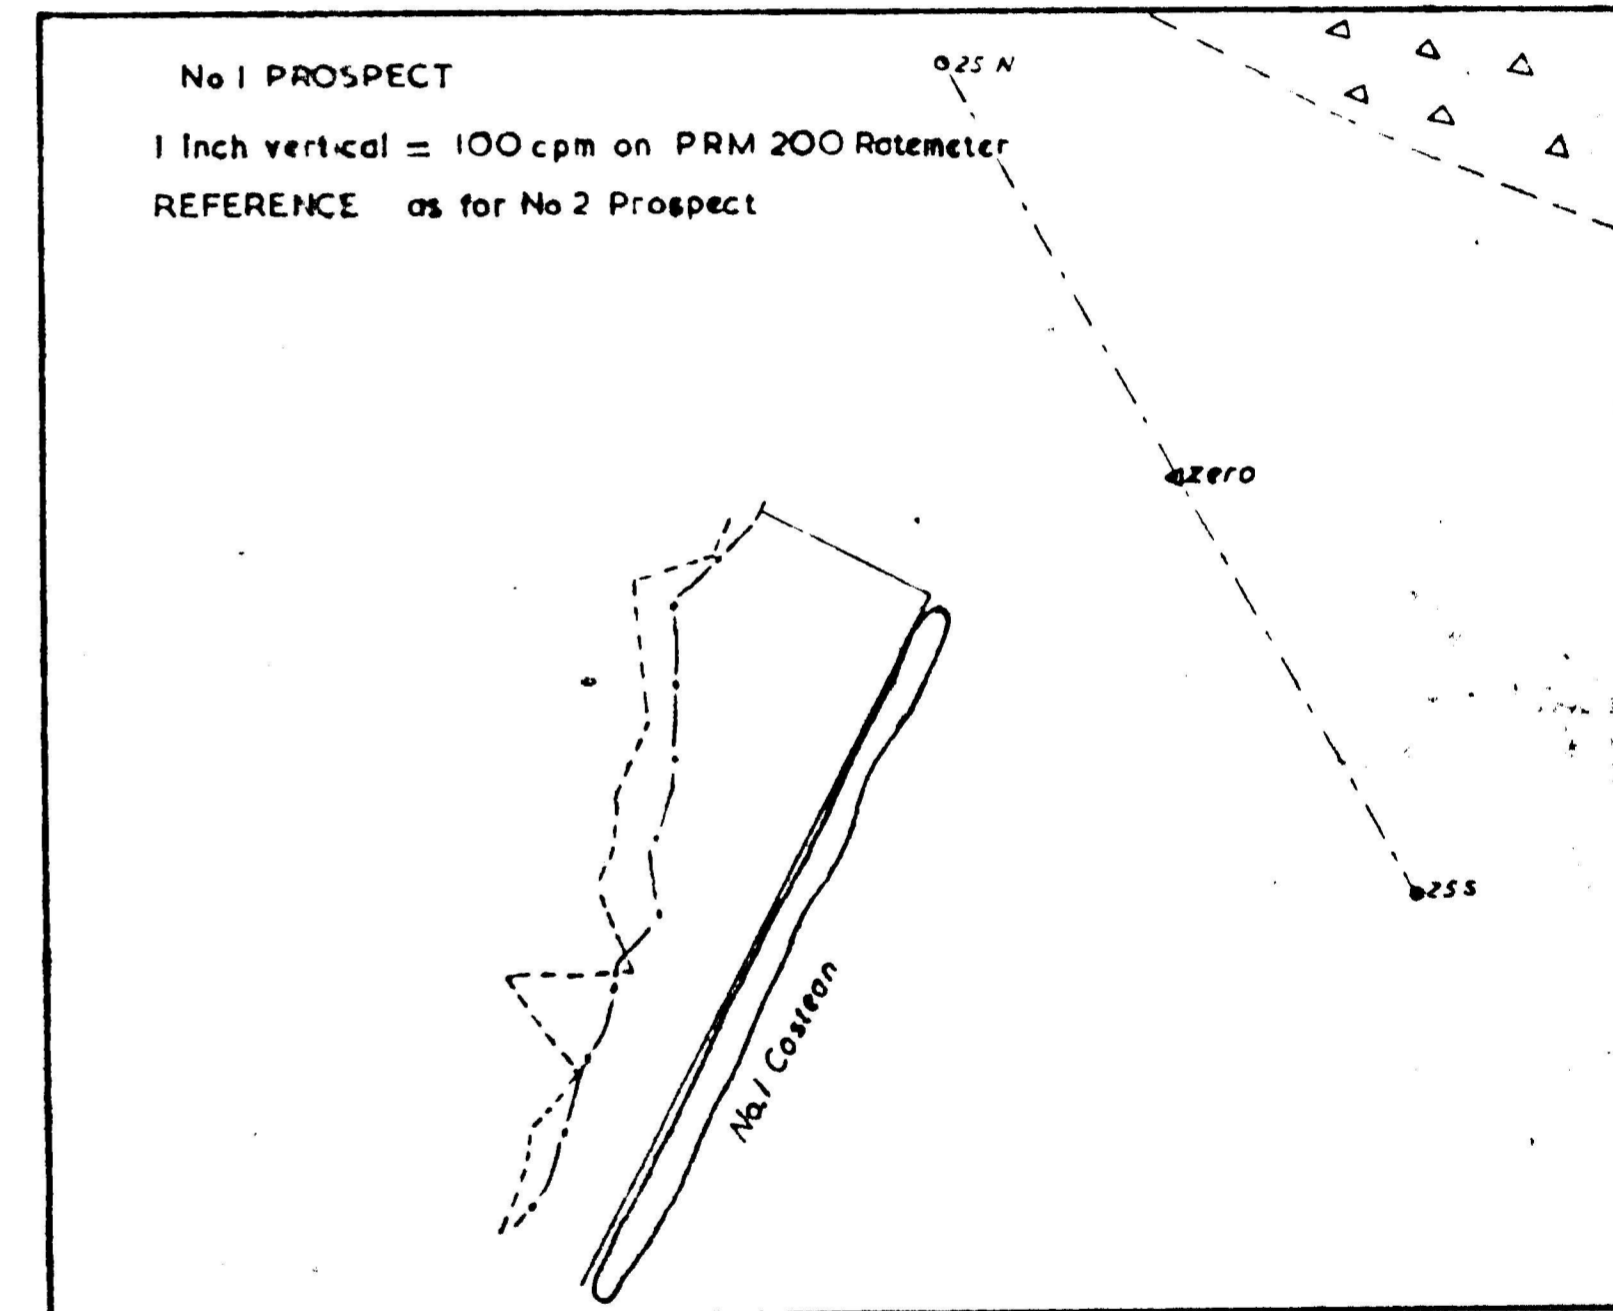 No 1 PROSPECT
25 N
1 Inch vertical = 100 cpm on PRM 200 Ratemeter
REFERENCE as for No 2 Prospect
zero
25 S
No.1 Costean